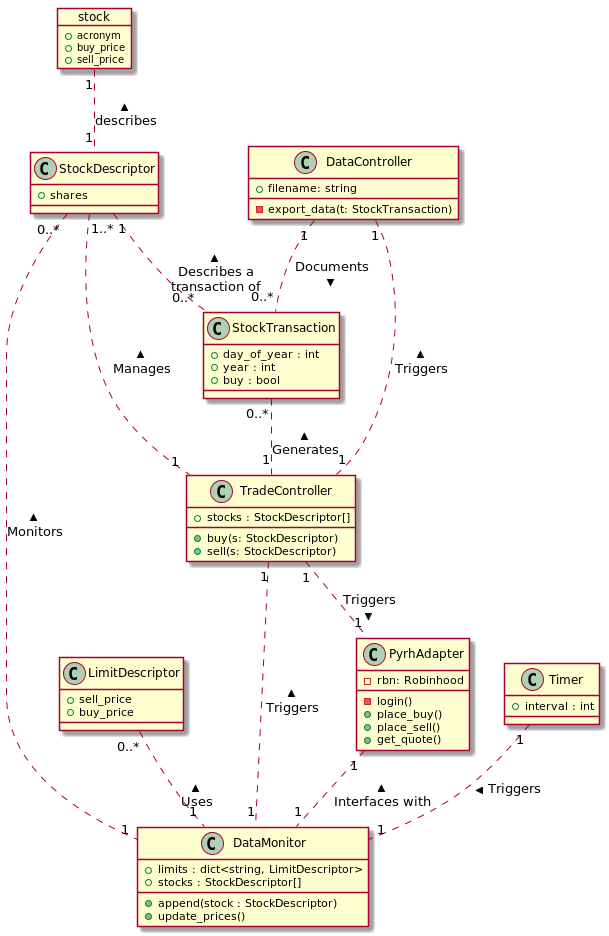 stock
acronym
buy_price
sell_price
1
▲
describes
1
C StockDescriptor
shares
C DataController
filename: string
export_data(t: StockTransaction)
0..*
1..*
1
1
1
▲
Describes a
transaction of
Documents
▼
0..*
0..*
C StockTransaction
day_of_year : int
year : int
buy : bool
▲
Manages
▲
Triggers
0..*
▲
Generates
1
1
1
C TradeController
stocks : StockDescriptor[]
buy(s: StockDescriptor)
sell(s: StockDescriptor)
▲
Monitors
1
1
Triggers
▼
1
C LimitDescriptor
sell_price
buy_price
C PyrhAdapter
rbn: Robinhood
login()
place_buy()
place_sell()
get_quote()
C Timer
interval : int
▲
Triggers
0..*
1
1
▲
Uses
▲
Interfaces with
◄ Triggers
1
1
1
1
1
C DataMonitor
limits : dict<string, LimitDescriptor>
stocks : StockDescriptor[]
append(stock : StockDescriptor)
update_prices()